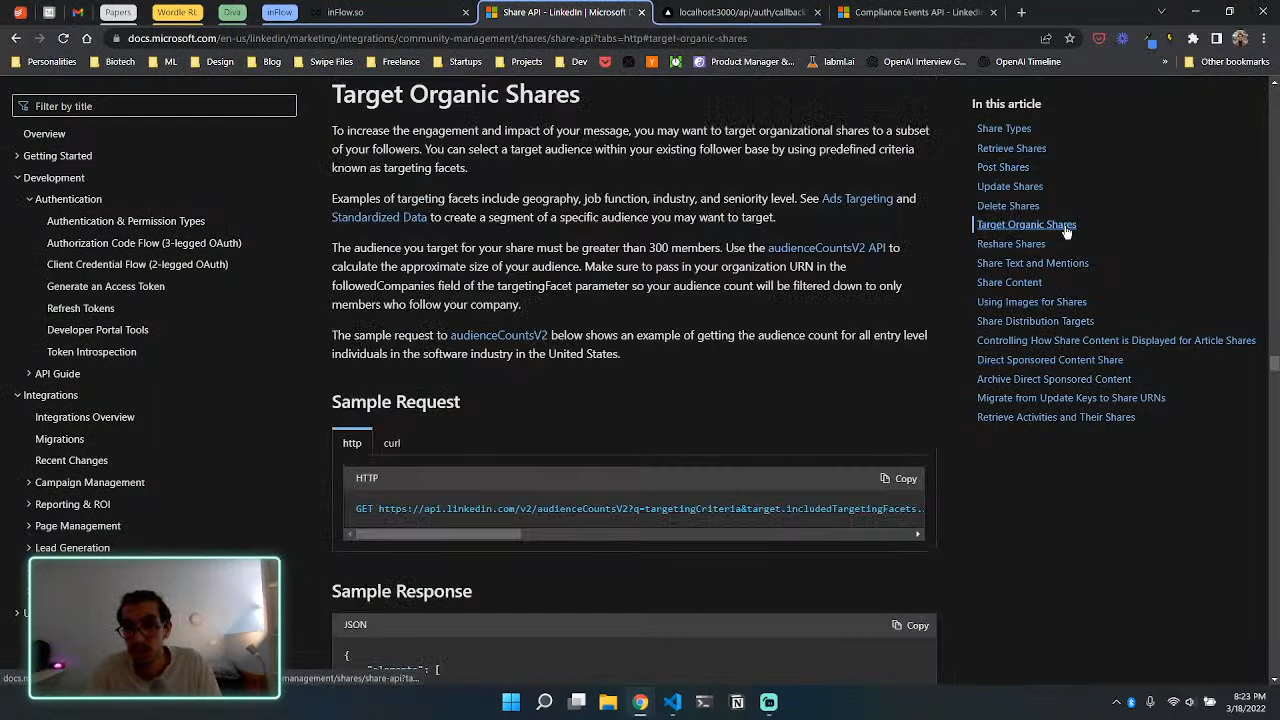 Papers
Wordle RL
Diva
inFlow
inFlow.so
Share API - LinkedIn | Microsoft
localhost:3000/api/auth/callback
Compliance Events API - LinkedIn
docs.microsoft.com/en-us/linkedin/marketing/integrations/community-management/shares/share-api?tabs=http#target-organic-shares
Personalities
Biotech
ML
Design
Blog
Ship Faxes
Freelance
Startups
Projects
Dev
Product Manager &...
labml.ai
OpenAI Interview G...
OpenAI Timeline
»
Other bookmarks
Filter by title
Overview
Getting Started
Development
Authentication
Authentication & Permission Types
Authorization Code Flow (3-legged OAuth)
Client Credential Flow (2-legged OAuth)
Generate an Access Token
Refresh Tokens
Developer Portal Tools
Token Introspection
API Guide
Integrations
Integrations Overview
Migrations
Recent Changes
Campaign Management
Reporting & ROI
Page Management
Lead Generation
Target Organic Shares
To increase the engagement and impact of your message, you may want to target organizational shares to a subset
of your followers. You can select a target audience within your existing follower base by using predefined criteria
known as targeting facets.
Examples of targeting facets include geography, job function, industry, and seniority level. See Ads Targeting and
Standardized Data to create a segment of a specific audience you may want to target.
The audience you target for your share must be greater than 300 members. Use the audienceCountsV2 API to
calculate the approximate size of your audience. Make sure to pass in your organization URN in the
followedCompanies field of the targetingFacet parameter so your audience count will be filtered down to only
members who follow your company.
The sample request to audienceCountsV2 below shows an example of getting the audience count for all entry level
individuals in the software industry in the United States.
Sample Request
http
curl
HTTP
Copy
GET https://api.linkedin.com/v2/audienceCountsV2?q=targetingCriteria&target.includedTargetingFacets.
Sample Response
JSON
Copy
{
In this article
Share Types
Retrieve Shares
Post Shares
Update Shares
Delete Shares
Target Organic Shares
Reshare Shares
Share Text and Mentions
Share Content
Using Images for Shares
Share Distribution Targets
Controlling How Share Content is Displayed for Article Shares
Direct Sponsored Content Share
Archive Direct Sponsored Content
Migrate from Update Keys to Share URNs
Retrieve Activities and Their Shares
docs.m
management/shares/share-api?ta...
8:23 PM
3/18/2022